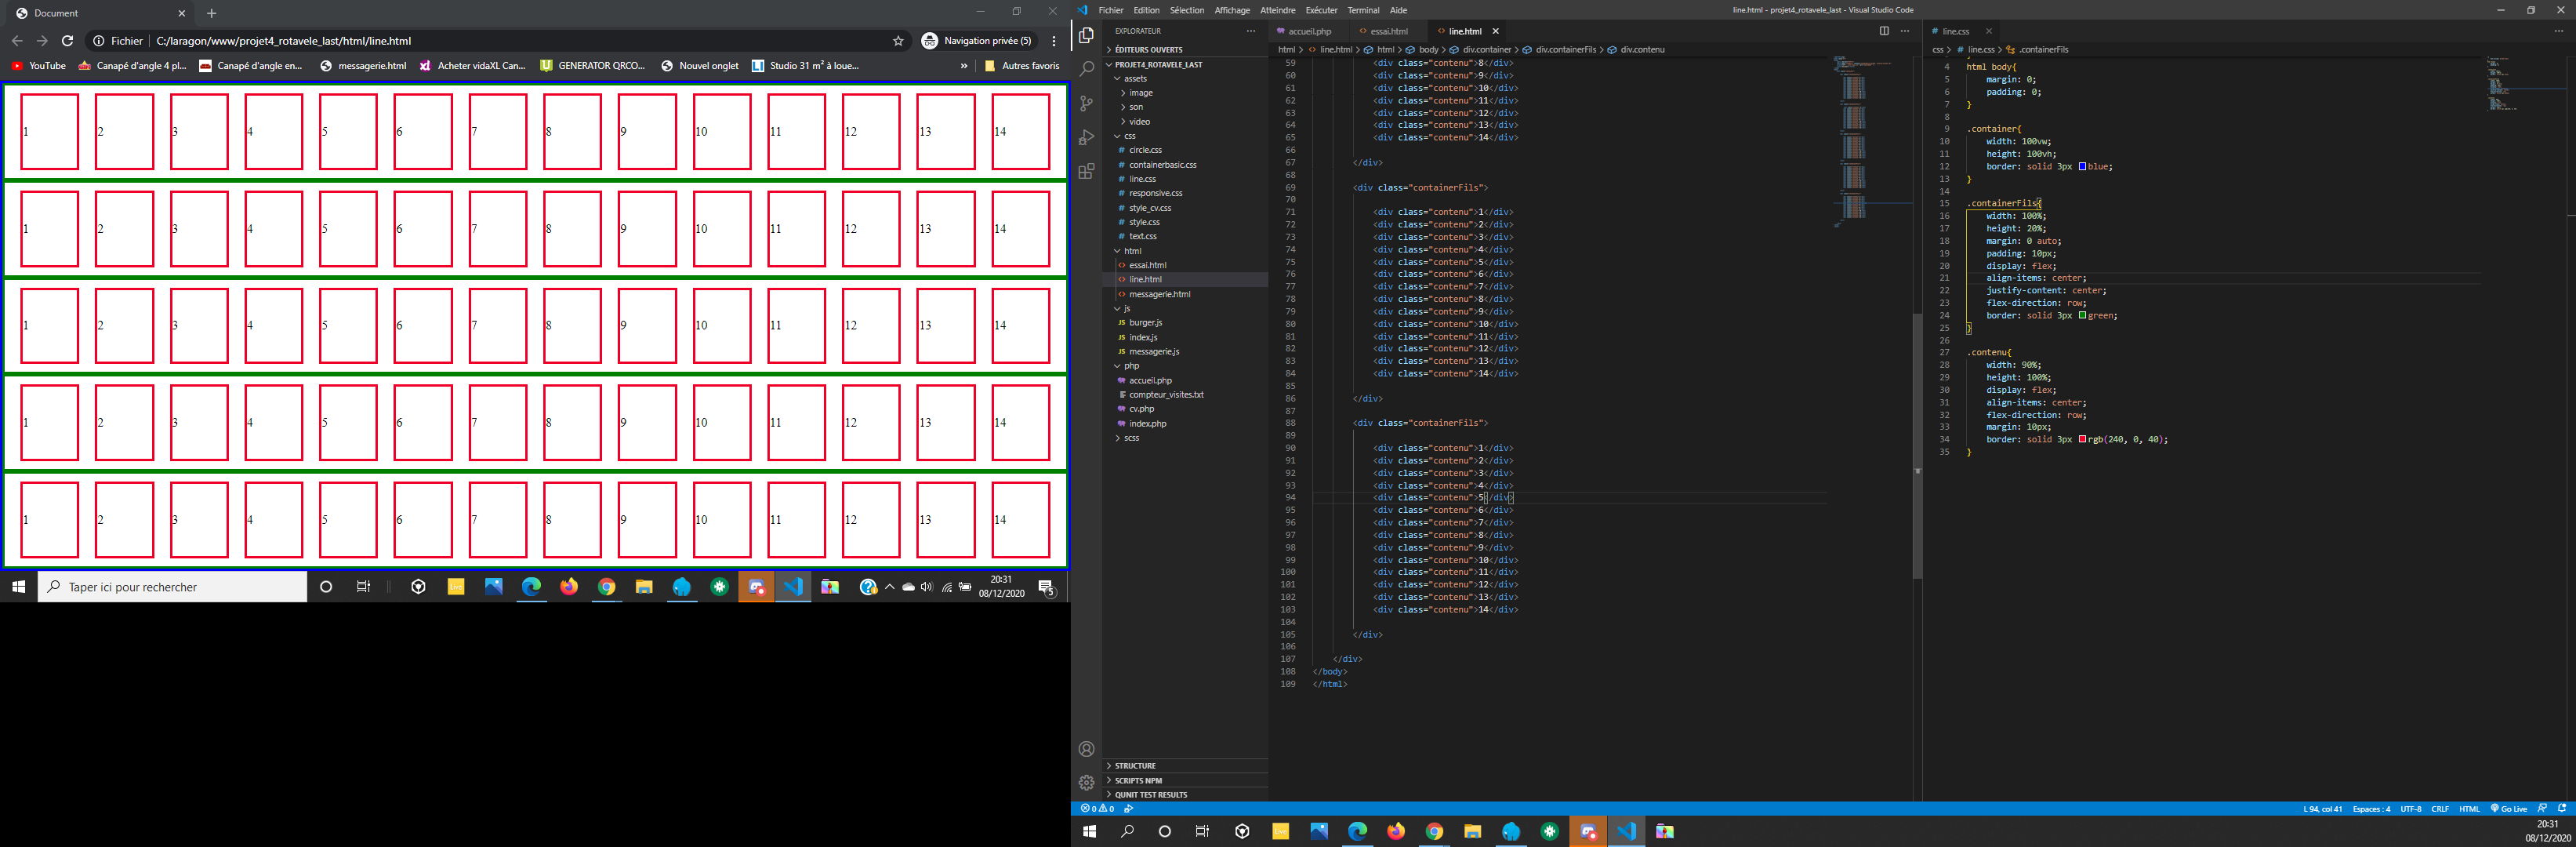 Document
Fichier C:/laragon/www/projet4_rotavele_last/html/line.html Navigation privée (5)
YouTube Canapé d'angle 4 pl... Canapé d'angle en... messagerie.html Acheter vidaXL Can... GENERATOR QRCO... Nouvel onglet Studio 31 m² à loue... » Autres favoris
1 2 3 4 5 6 7 8 9 10 11 12 13 14
1 2 3 4 5 6 7 8 9 10 11 12 13 14
1 2 3 4 5 6 7 8 9 10 11 12 13 14
1 2 3 4 5 6 7 8 9 10 11 12 13 14
1 2 3 4 5 6 7 8 9 10 11 12 13 14
Taper ici pour rechercher
20:31
08/12/2020
5
Fichier Edition Sélection Affichage Atteindre Exécuter Terminal Aide
line.html - projet4_rotavele_last - Visual Studio Code
EXPLORATEUR
ÉDITEURS OUVERTS
PROJET4_ROTAVELE_LAST
assets
image
son
video
css
circle.css
containerbasic.css
line.css
responsive.css
style_cv.css
style.css
text.css
html
essai.html
line.html
messagerie.html
js
burger.js
index.js
messagerie.js
php
accueil.php
compteur_visites.txt
cv.php
index.php
scss
STRUCTURE
SCRIPTS NPM
QUNIT TEST RESULTS
accueil.php essai.html line.html
html > line.html > html > body > div.container > div.containerFils > div.contenu
59 <div class="contenu">8</div>
60 <div class="contenu">9</div>
61 <div class="contenu">10</div>
62 <div class="contenu">11</div>
63 <div class="contenu">12</div>
64 <div class="contenu">13</div>
65 <div class="contenu">14</div>
66
67 </div>
68
69 <div class="containerFils">
70
71 <div class="contenu">1</div>
72 <div class="contenu">2</div>
73 <div class="contenu">3</div>
74 <div class="contenu">4</div>
75 <div class="contenu">5</div>
76 <div class="contenu">6</div>
77 <div class="contenu">7</div>
78 <div class="contenu">8</div>
79 <div class="contenu">9</div>
80 <div class="contenu">10</div>
81 <div class="contenu">11</div>
82 <div class="contenu">12</div>
83 <div class="contenu">13</div>
84 <div class="contenu">14</div>
85
86 </div>
87
88 <div class="containerFils">
89
90 <div class="contenu">1</div>
91 <div class="contenu">2</div>
92 <div class="contenu">3</div>
93 <div class="contenu">4</div>
94 <div class="contenu">5</div>
95 <div class="contenu">6</div>
96 <div class="contenu">7</div>
97 <div class="contenu">8</div>
98 <div class="contenu">9</div>
99 <div class="contenu">10</div>
100 <div class="contenu">11</div>
101 <div class="contenu">12</div>
102 <div class="contenu">13</div>
103 <div class="contenu">14</div>
104
105 </div>
106
107 </div>
108 </body>
109 </html>
line.css
css > line.css > .containerFils
4 html body{
5 margin: 0;
6 padding: 0;
7 }
8
9 .container{
10 width: 100vw;
11 height: 100vh;
12 border: solid 3px blue;
13 }
14
15 .containerFils{
16 width: 100%;
17 height: 20%;
18 margin: 0 auto;
19 padding: 10px;
20 display: flex;
21 align-items: center;
22 justify-content: center;
23 flex-direction: row;
24 border: solid 3px green;
25 }
26
27 .contenu{
28 width: 90%;
29 height: 100%;
30 display: flex;
31 align-items: center;
32 flex-direction: row;
33 margin: 10px;
34 border: solid 3px rgb(240, 0, 40);
35 }
0 0
L 94, col 41 Espaces : 4 UTF-8 CRLF HTML Go Live
20:31
08/12/2020